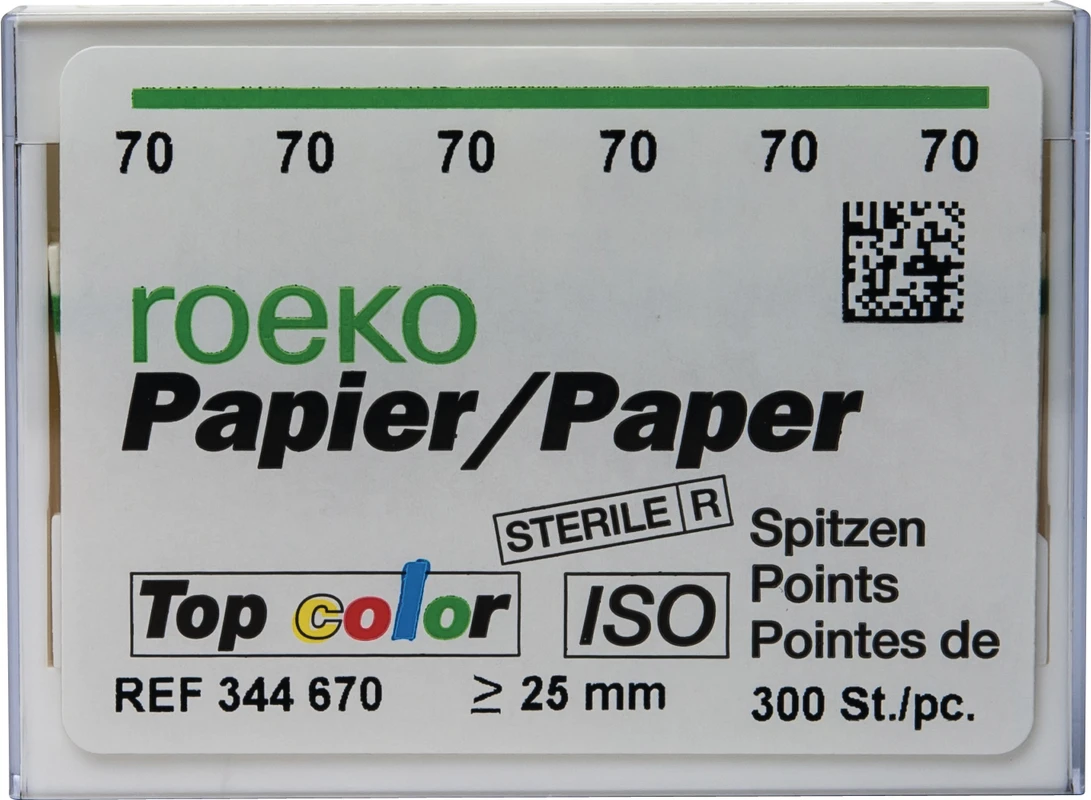 70 70 70 70 70 70
roeko
Papier/Paper
STERILE R
Spitzen
Points
Pointes de
Top color
ISO
REF 344 670
≥ 25 mm
300 St./pc.